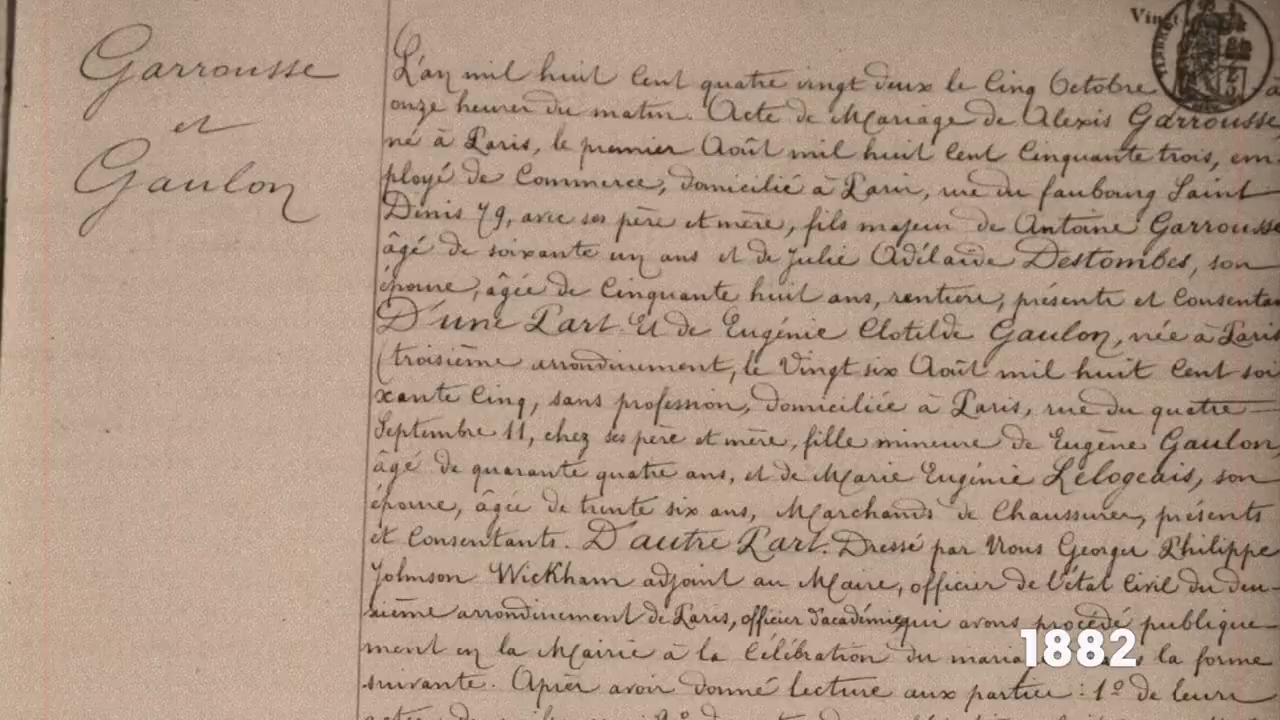 Garrousse
et
Gaulon
Vingt
L'an mil huit cent quatre vingt deux le cinq Octobre à
onze heures du matin. Acte de Mariage de Alexis Garrousse
né à Paris, le premier Août mil huit cent cinquante trois, em
ployé de Commerce, domicilié à Paris, rue du faubourg Saint
Denis 79, avec ses père et mère, fils majeur de Antoine Garrousse
âgé de soixante un ans et de Julie Adélaïde Destombes, son
épouse, âgée de cinquante huit ans, rentiers, présents et consentan
D'une Part. Et de Eugénie Clotilde Gaulon, née à Paris
(troisième arrondissement, le Vingt six Août mil huit cent soi
xante cinq, sans profession, domiciliée à Paris, rue du quatre
Septembre 11, chez ses père et mère, fille mineure de Eugène Gaulon,
âgé de quarante quatre ans, et de Marie Eugénie Lelogeais, son
épouse, âgée de trente six ans, Marchands de Chaussures, présents
et Consentants. D'autre Part. Dressé par Nous Georges Philippe
Johnson Wickham adjoint au Maire, officier de l'état Civil du deu-
xième arrondissement de Paris, officier d'académie, qui avons procédé publique-
ment en la Mairie à la célébration du la forme
suivante. Après avoir donné lecture aux parties : 1º de leurs
1882